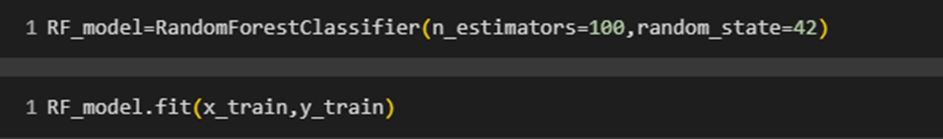 1 RF_model=RandomForestClassifier(n_estimators=100,random_state=42)
1 RF_model.fit(x_train,y_train)